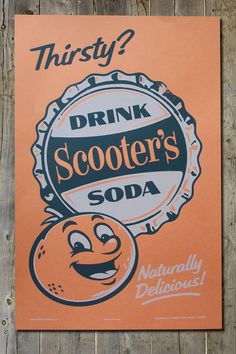 Thirsty?
DRINK
Scooter's
SODA
Naturally
Delicious!